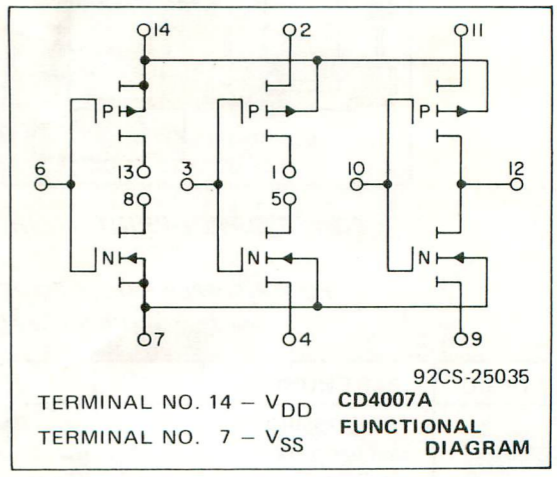 14 2 11
P P P
6 13 3 1 10 12
8 5
N N N
7 4 9
92CS-25035
TERMINAL NO. 14 – VDD CD4007A
TERMINAL NO. 7 – VSS FUNCTIONAL
DIAGRAM